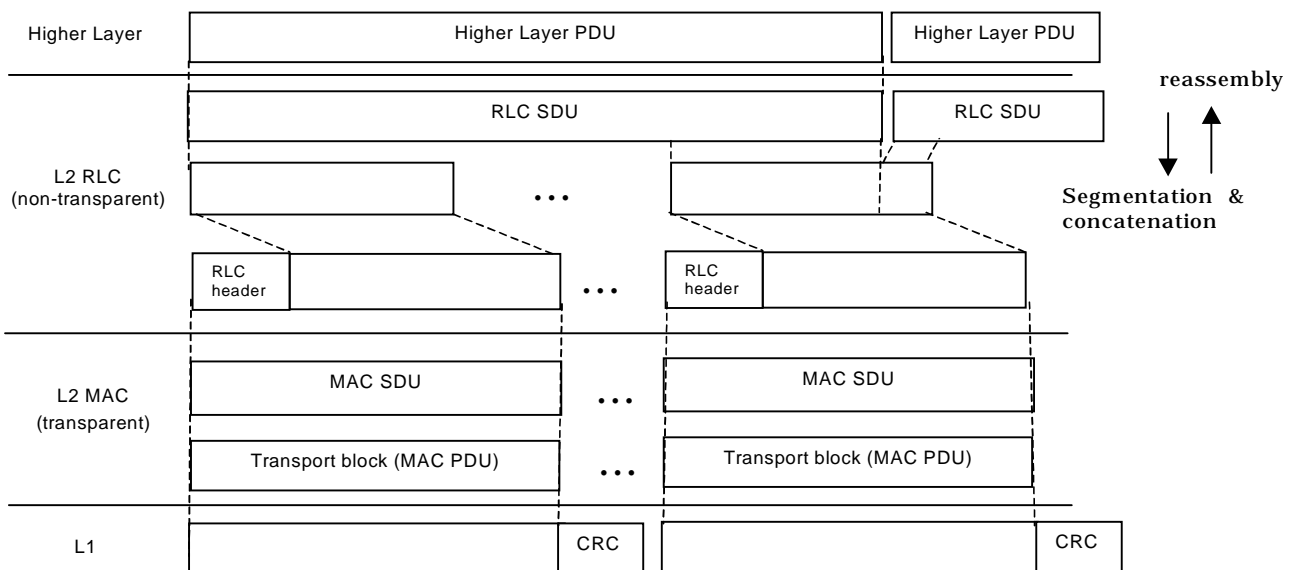 Higher Layer
Higher Layer PDU
Higher Layer PDU
reassembly
RLC SDU
RLC SDU
L2 RLC
(non-transparent)
...
Segmentation &
concatenation
RLC
header
...
RLC
header
L2 MAC
(transparent)
MAC SDU
...
MAC SDU
Transport block (MAC PDU)
...
Transport block (MAC PDU)
L1
CRC
CRC